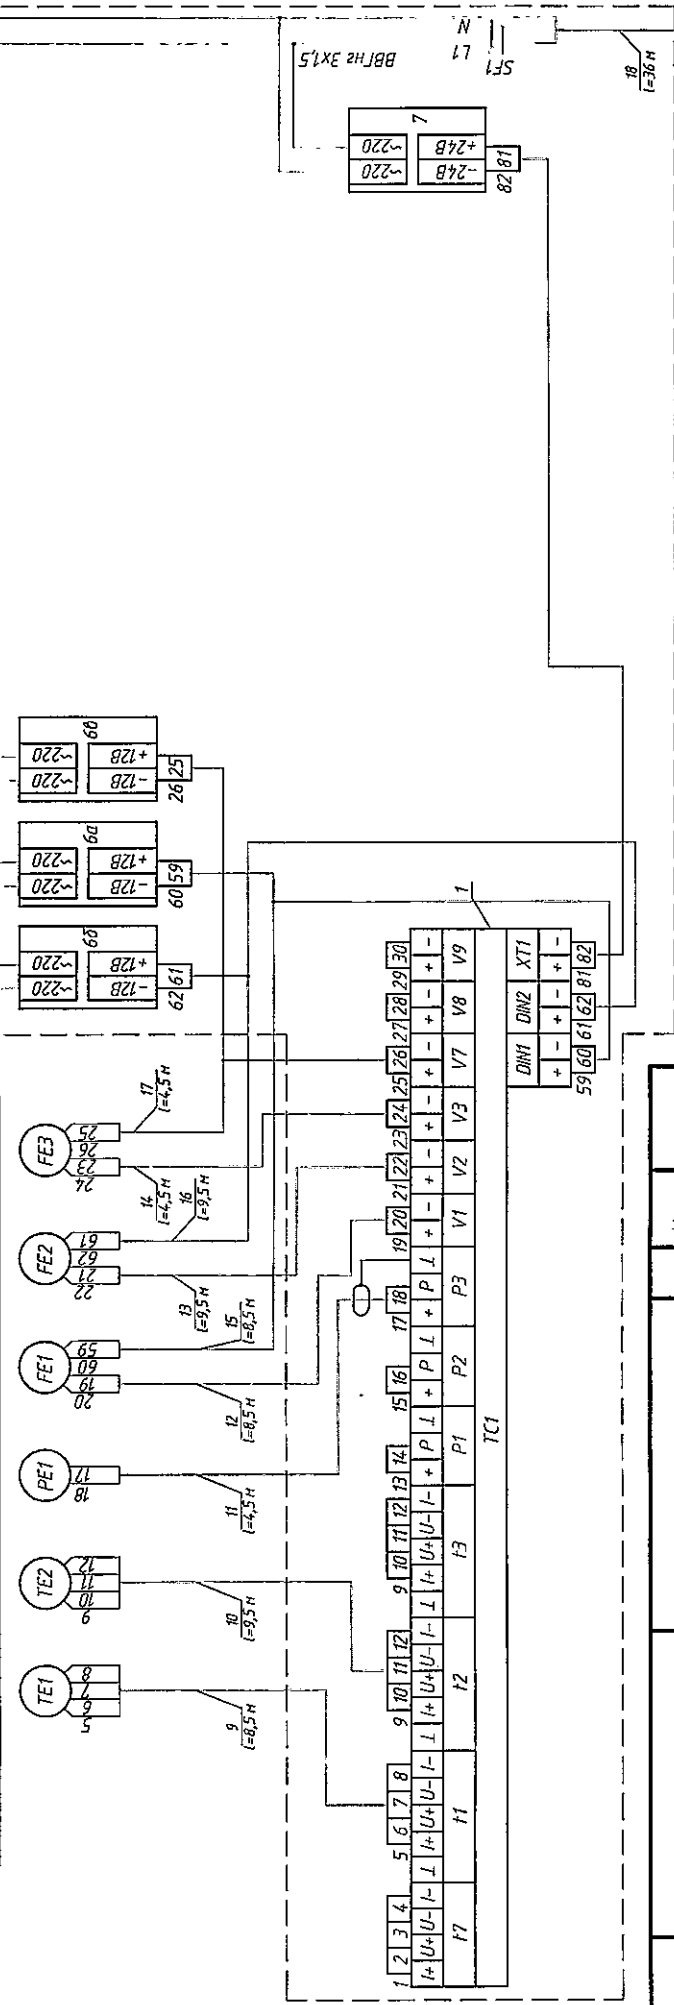 N
L1
SF1
ВВГнг 3х1,5
18
l=36 м
7
~220
+24В
~220
-24В
81
82
6в
~220
+12В
~220
-12В
25
26
6а
~220
+12В
~220
-12В
59
60
6б
~220
+12В
~220
-12В
61
62
TE1
5
6
7
8
TE2
9
10
11
12
PE1
18
17
FE1
20
19
60
59
FE2
22
21
62
61
FE3
24
23
26
25
9
l=8,5 м
10
l=9,5 м
11
l=4,5 м
12
l=8,5 м
15
l=8,5 м
13
l=9,5 м
16
l=9,5 м
14
l=4,5 м
17
l=4,5 м
1
1 2 3 4 5 6 7 8 9 10 11 12 9 10 11 12 13 14 15 16 17 18 19 20 21 22 23 24 25 26 27 28 29 30
I+ U+ U- I- ⊥ I+ U+ U- I- ⊥ I+ U+ U- I- ⊥ I+ U+ U- I- + P ⊥ + P ⊥ + P ⊥ + - + - + - + - + - + -
t7 t1 t2 t3 P1 P2 P3 V1 V2 V3 V7 V8 V9
TC1
DIN1 DIN2 XT1
+ - + - + -
59 60 61 62 81 82